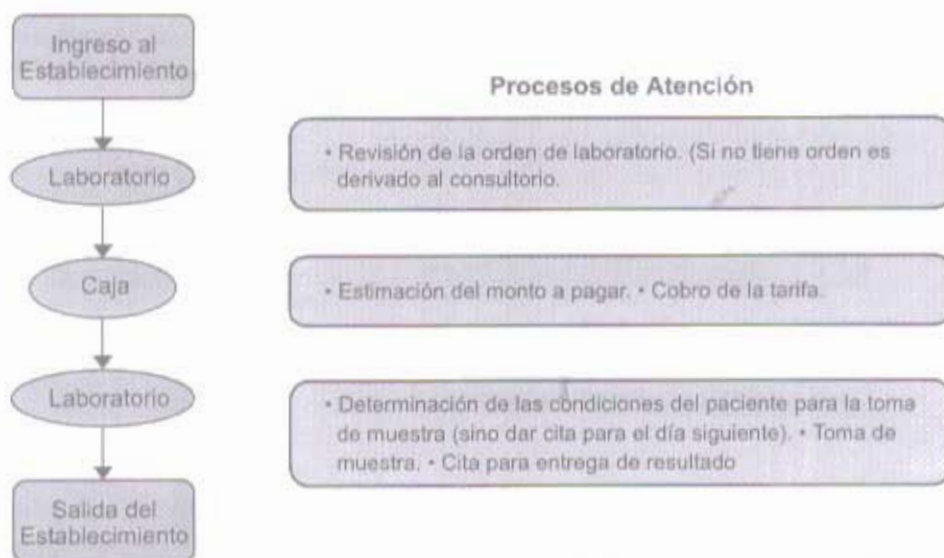 Ingreso al
Establecimiento
Procesos de Atención
Laboratorio
• Revisión de la orden de laboratorio. (Si no tiene orden es
derivado al consultorio.
Caja
• Estimación del monto a pagar. • Cobro de la tarifa.
Laboratorio
• Determinación de las condiciones del paciente para la toma
de muestra (sino dar cita para el día siguiente). • Toma de
muestra. • Cita para entrega de resultado
Salida del
Establecimiento